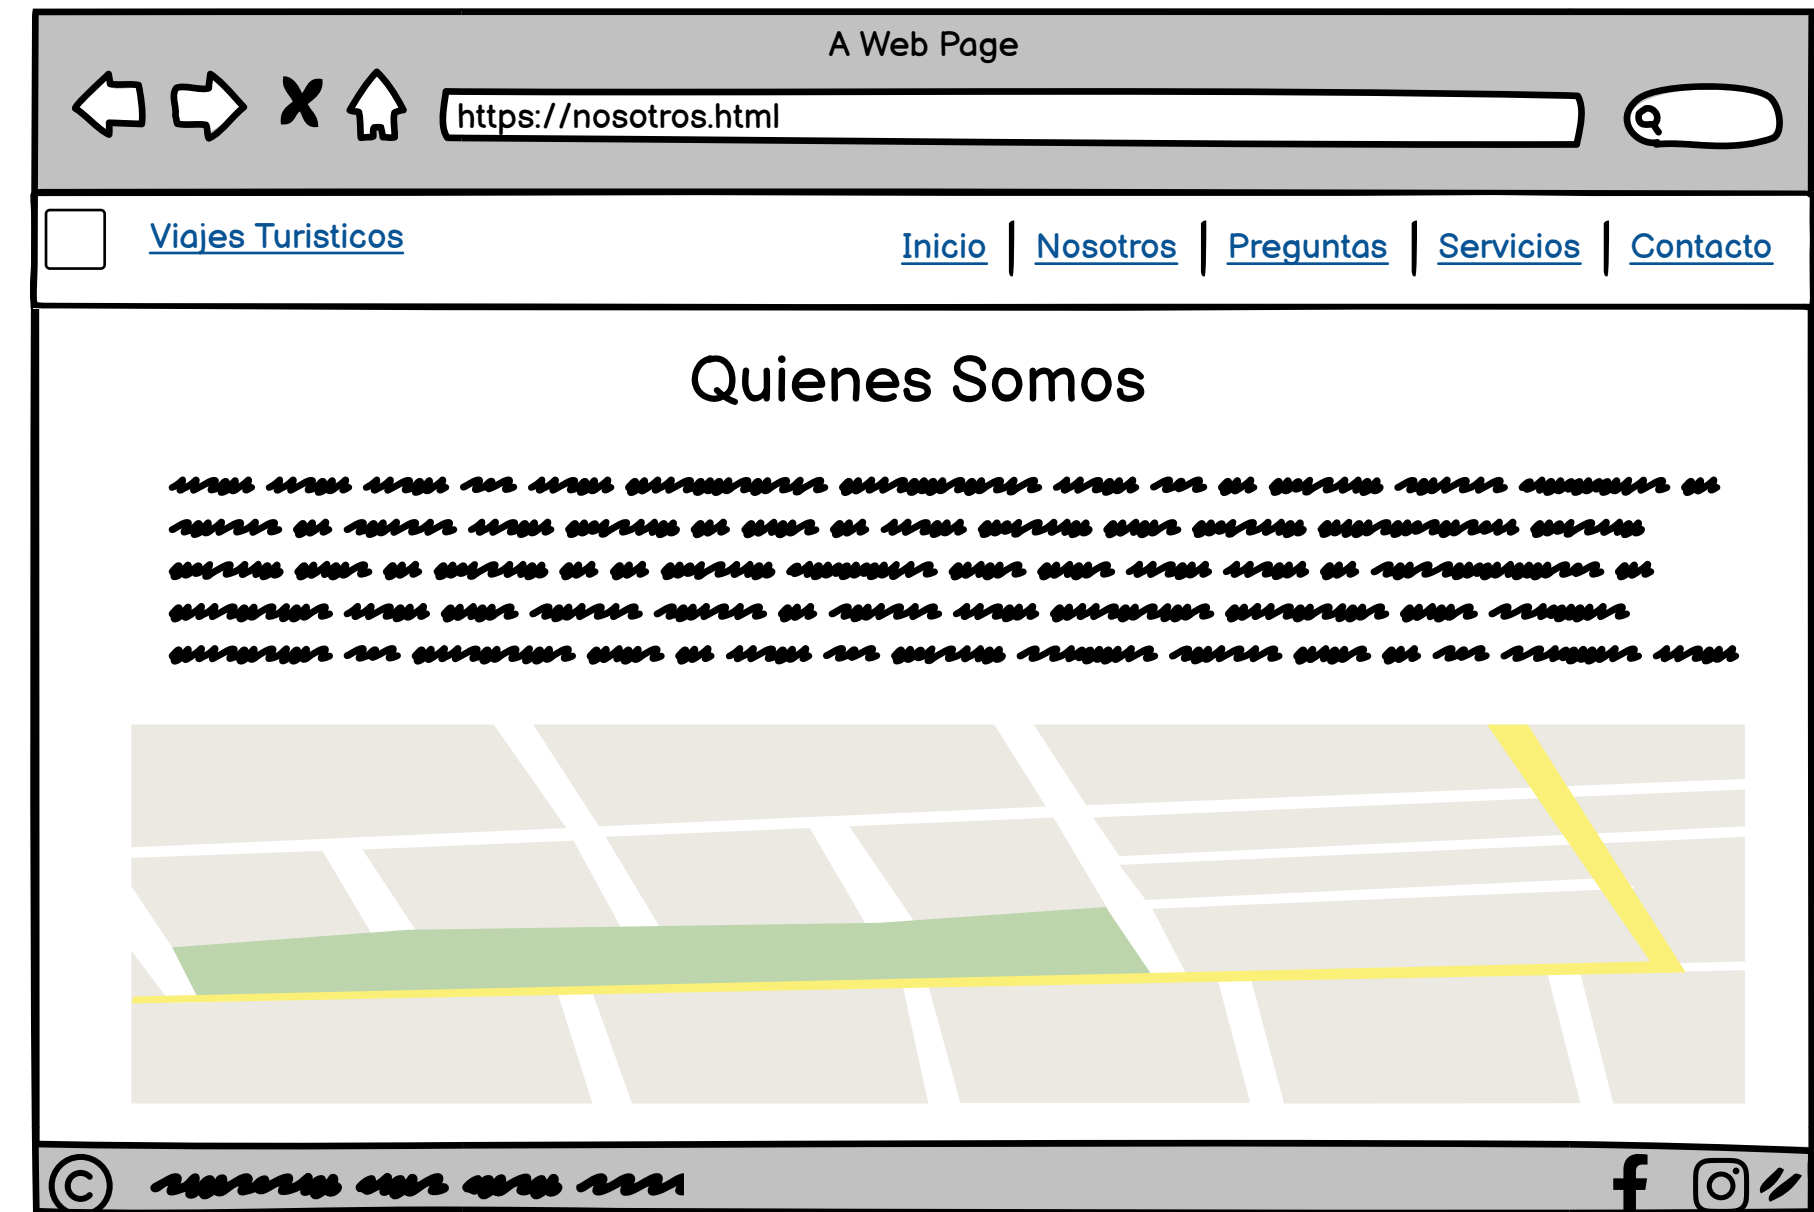 A Web Page
https://nosotros.html
Viajes Turisticos
Inicio | Nosotros | Preguntas | Servicios | Contacto
Quienes Somos